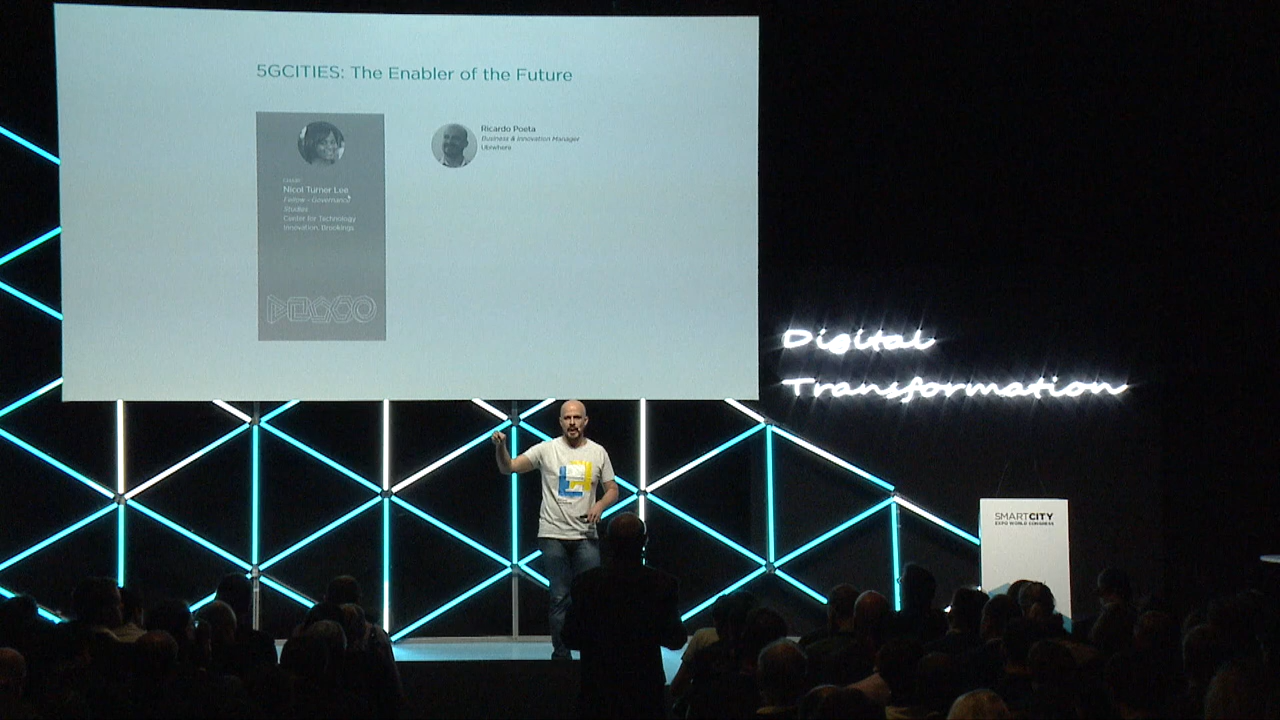 5GCITIES: The Enabler of the Future
CHAIR:
Nicol Turner Lee
Fellow - Governance
Studies
Center for Technology
Innovation, Brookings
Ricardo Poeta
Business & Innovation Manager
Ubiwhere
Digital
Transformation
SMARTCITY
EXPO WORLD CONGRESS